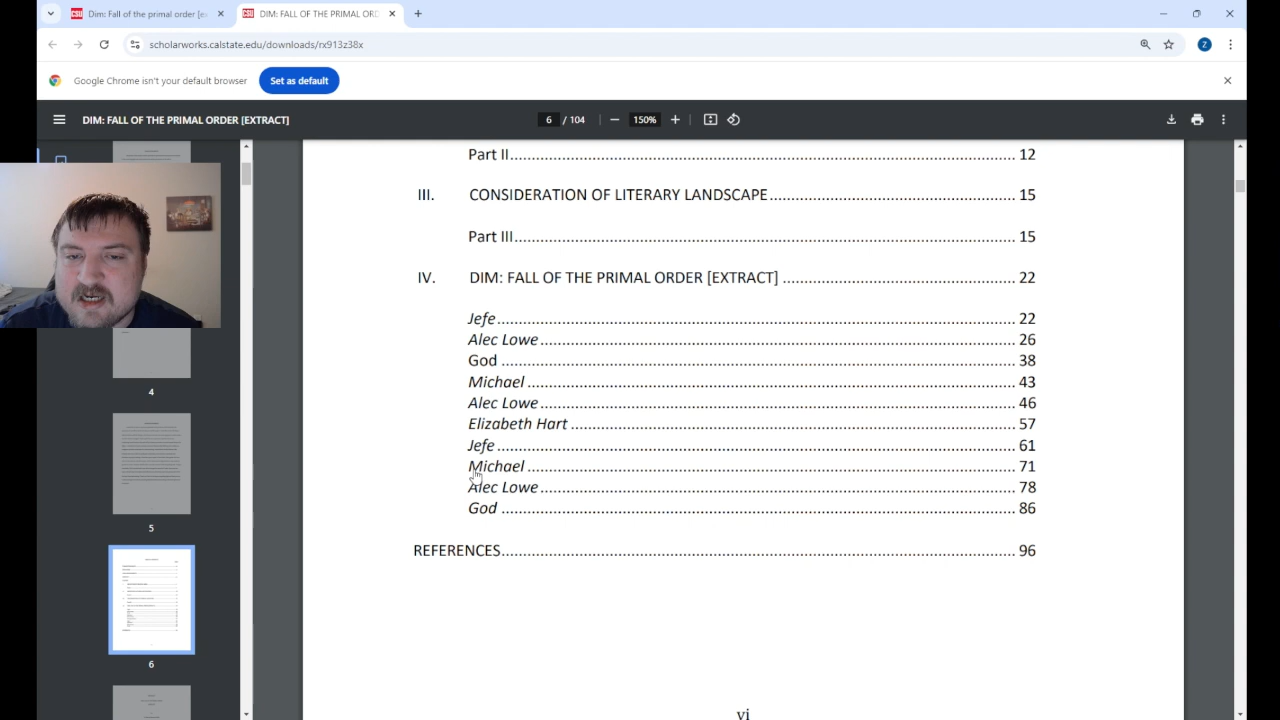 Dim: Fall of the primal order [e
DIM: FALL OF THE PRIMAL ORD
scholarworks.calstate.edu/downloads/rx913z38x
Z
Google Chrome isn't your default browser
Set as default
DIM: FALL OF THE PRIMAL ORDER [EXTRACT]
6 / 104
150%
Part II 12
III. CONSIDERATION OF LITERARY LANDSCAPE 15
Part III 15
IV. DIM: FALL OF THE PRIMAL ORDER [EXTRACT] 22
Jefe 22
Alec Lowe 26
God 38
Michael 43
Alec Lowe 46
Elizabeth Hart 57
Jefe 61
Michael 71
Alec Lowe 78
God 86
REFERENCES 96
vi
4
5
6